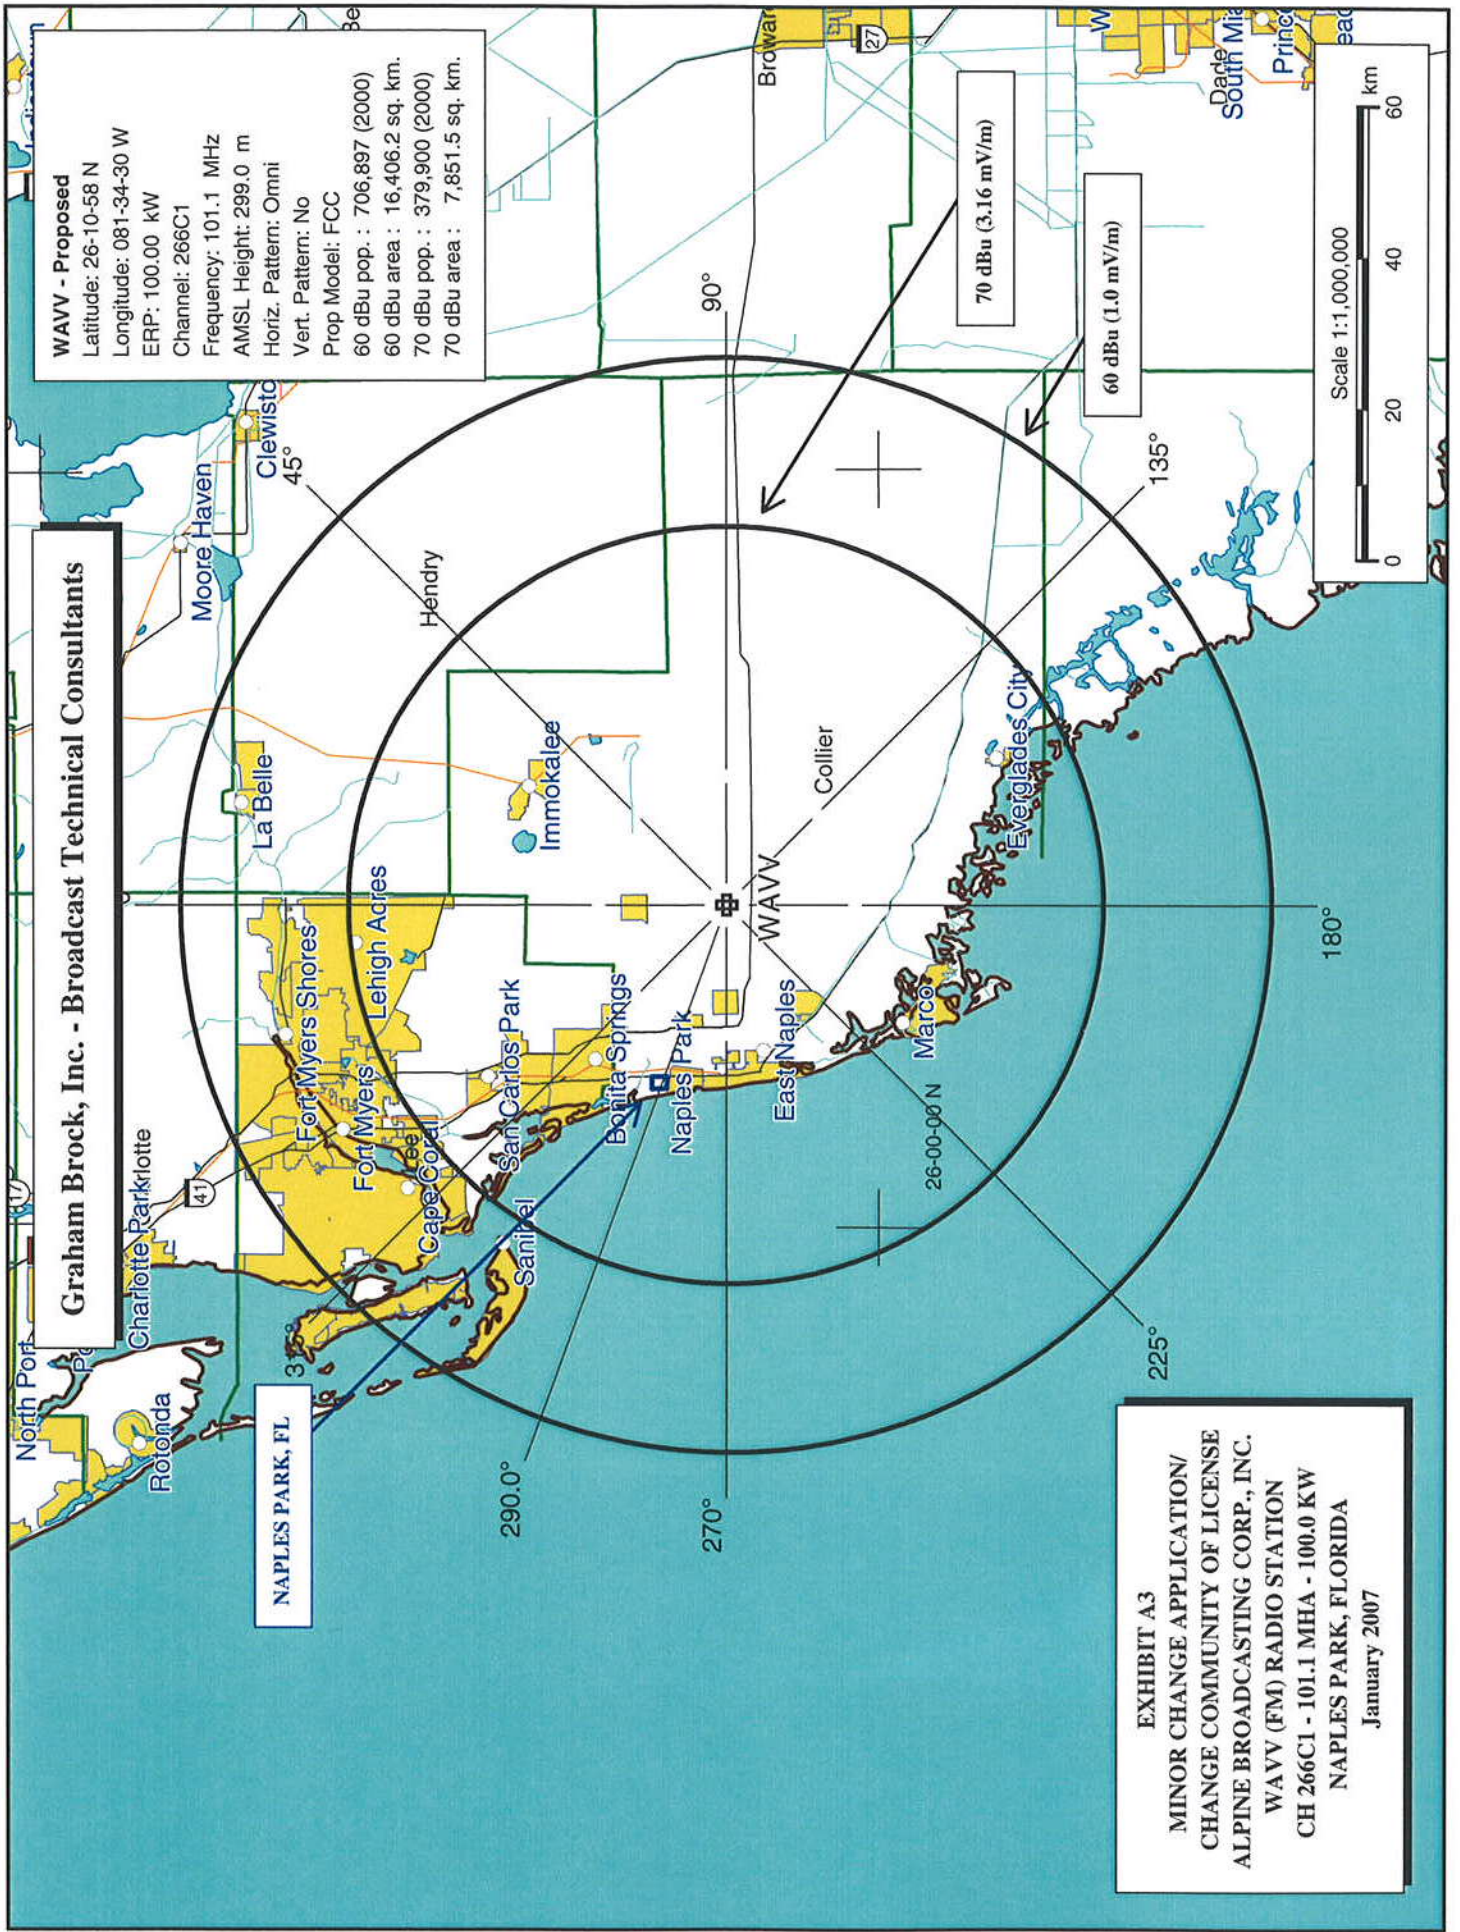 Graham Brock, Inc. - Broadcast Technical Consultants
WAVV - Proposed
Latitude: 26-10-58 N
Longitude: 081-34-30 W
ERP: 100.00 kW
Channel: 266C1
Frequency: 101.1 MHz
AMSL Height: 299.0 m
Horiz. Pattern: Omni
Vert. Pattern: No
Prop Model: FCC
60 dBu pop. : 706,897 (2000)
60 dBu area : 16,406.2 sq. km.
70 dBu pop. : 379,900 (2000)
70 dBu area : 7,851.5 sq. km.
North Port
Charlotte Park
rlotte
Rotonda
17
41
Moore Haven
Clewisto
45°
La Belle
Hendry
Fort Myers Shores
Lehigh Acres
Fort Myers
Cape Coral
San Carlos Park
Sanibel
Immokalee
NAPLES PARK, FL
290.0°
Bonita Springs
Naples Park
270°
90°
WAVV
East Naples
Collier
Browar
27
Marco
26-00-00 N
Everglades City
70 dBu (3.16 mV/m)
60 dBu (1.0 mV/m)
135°
225°
180°
Dade
South Mia
Princ
Scale 1:1,000,000
0 20 40 60 km
EXHIBIT A3
MINOR CHANGE APPLICATION/
CHANGE COMMUNITY OF LICENSE
ALPINE BROADCASTING CORP., INC.
WAVV (FM) RADIO STATION
CH 266C1 - 101.1 MHA - 100.0 KW
NAPLES PARK, FLORIDA
January 2007